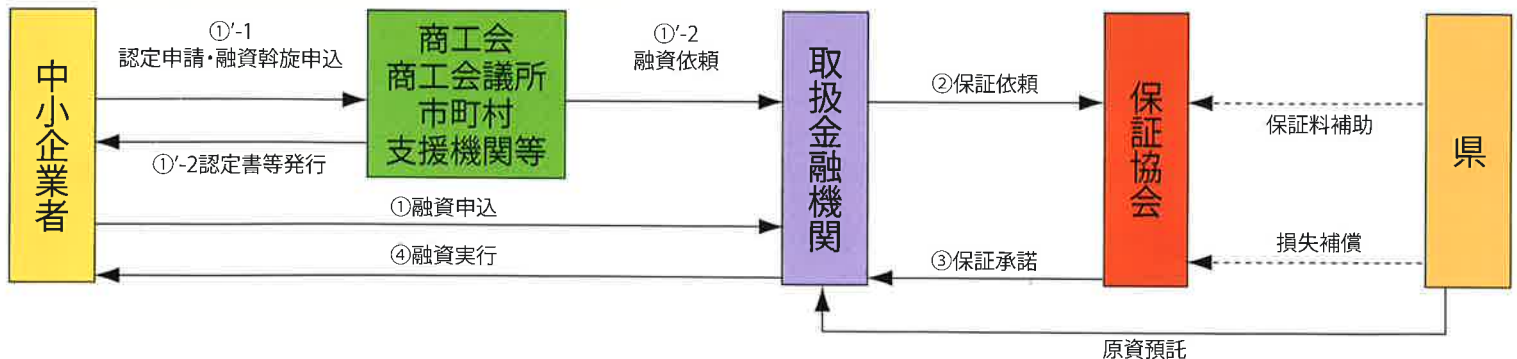 中小企業者
①'-1
認定申請・融資斡旋申込
商工会
商工会議所
市町村
支援機関等
①'-2
融資依頼
①'-2認定書等発行
①融資申込
④融資実行
取扱金融機関
②保証依頼
③保証承諾
保証協会
保証料補助
損失補償
県
原資預託